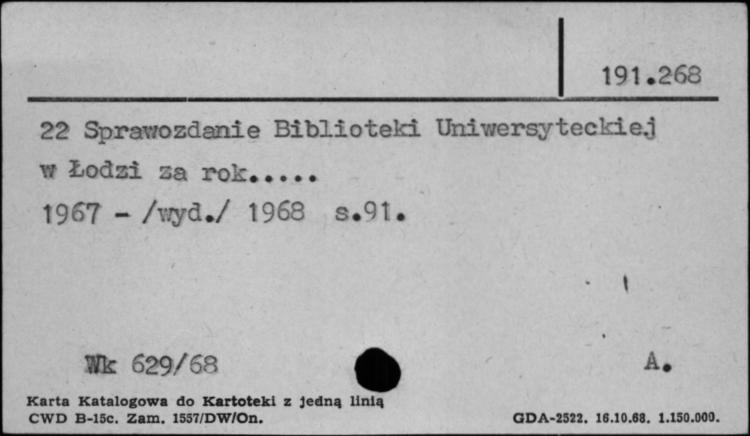 191.268
22 Sprawozdanie Biblioteki Uniwersyteckiej
w Łodzi za rok.....
1967 - /wyd./ 1968 s.91.
Wk 629/68
A.
Karta Katalogowa do Kartoteki z jedną linią
CWD B-15c. Zam. 1557/DW/On.
GDA-2522. 16.10.68. 1.150.000.